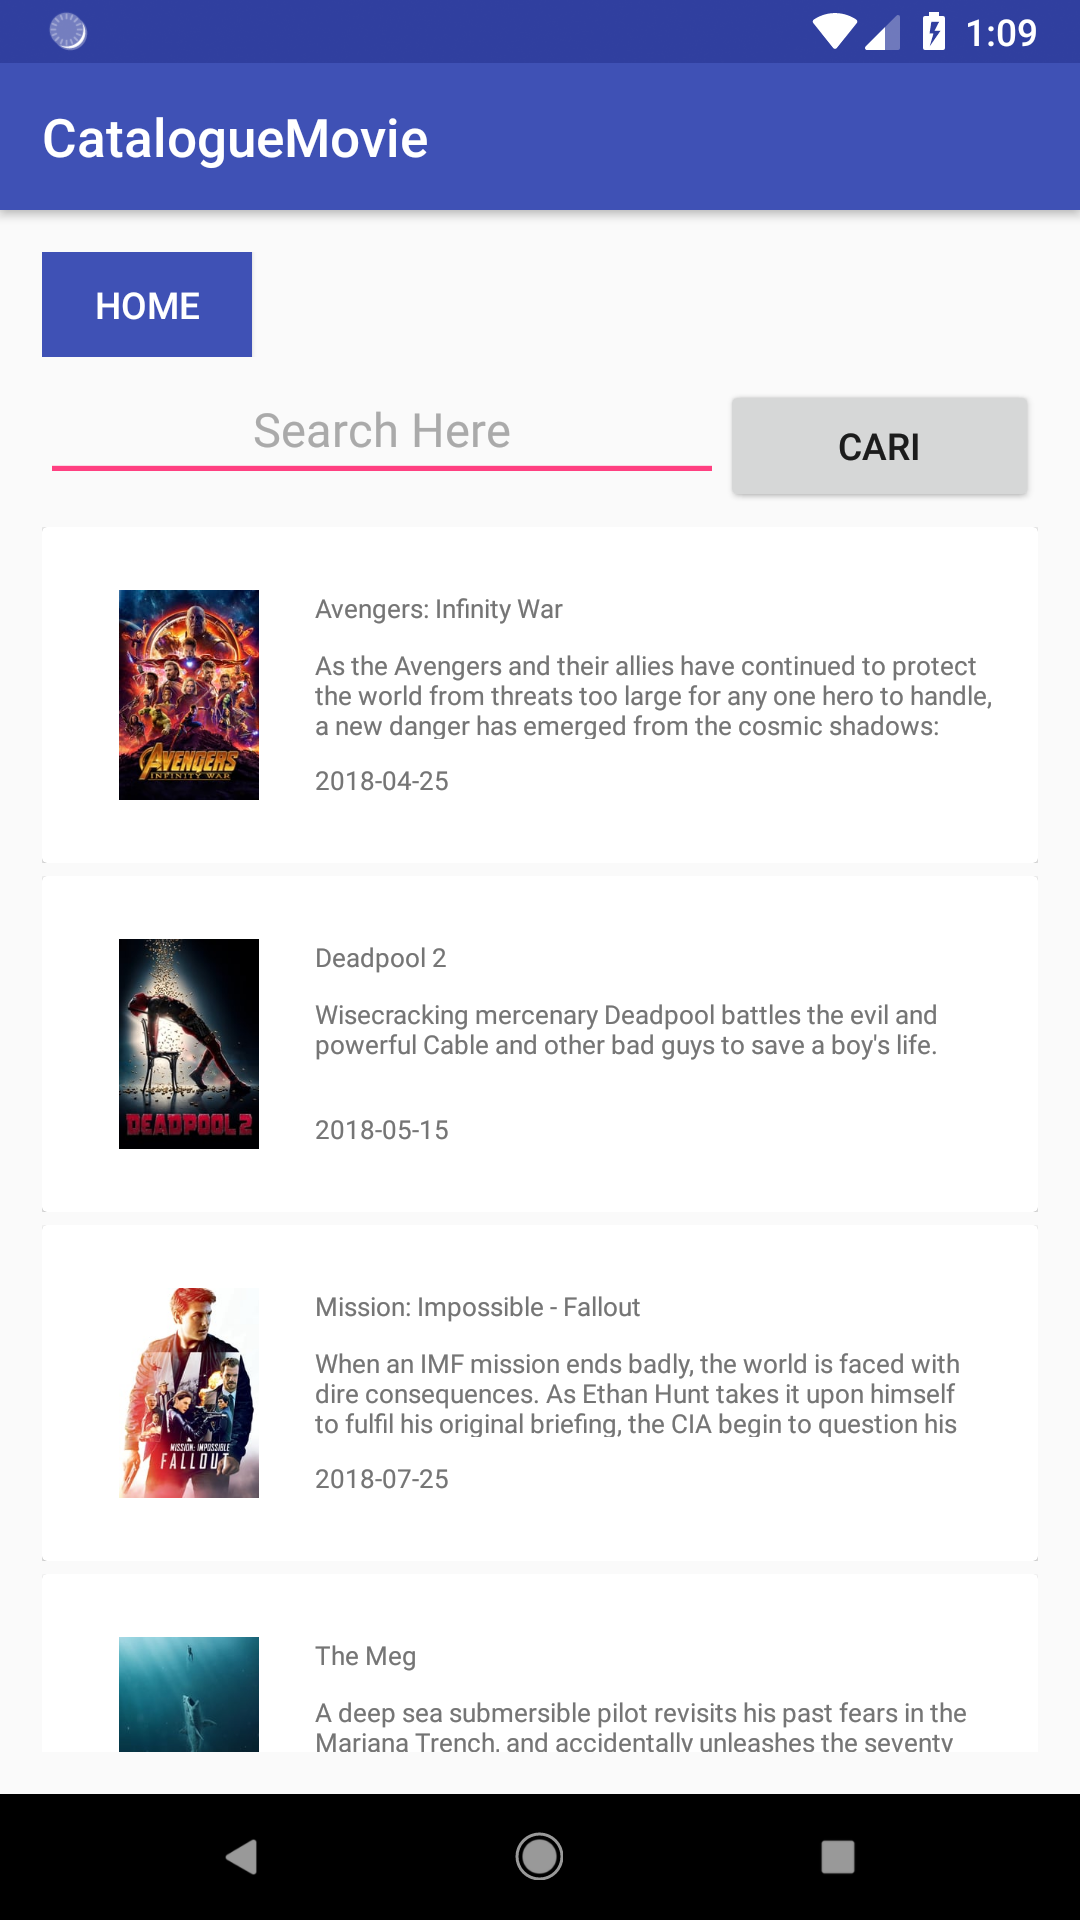 1:09
CatalogueMovie
HOME
Search Here
CARI
Avengers: Infinity War
As the Avengers and their allies have continued to protect
the world from threats too large for any one hero to handle,
a new danger has emerged from the cosmic shadows:
2018-04-25
AVENGERS
INFINITY WAR
Deadpool 2
Wisecracking mercenary Deadpool battles the evil and
powerful Cable and other bad guys to save a boy's life.
2018-05-15
DEADPOOL 2
Mission: Impossible - Fallout
When an IMF mission ends badly, the world is faced with
dire consequences. As Ethan Hunt takes it upon himself
to fulfil his original briefing, the CIA begin to question his
2018-07-25
MISSION: IMPOSSIBLE
FALLOUT
The Meg
A deep sea submersible pilot revisits his past fears in the
Mariana Trench, and accidentally unleashes the seventy